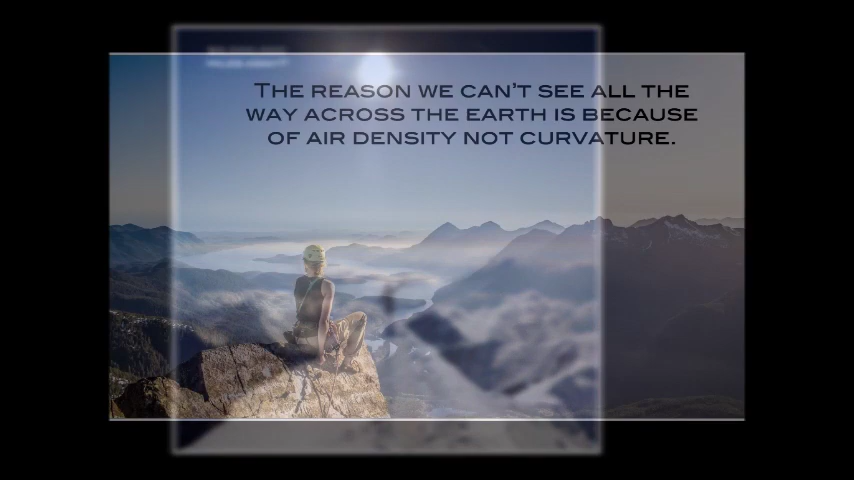 The reason we can't see all the
way across the earth is because
of air density not curvature.